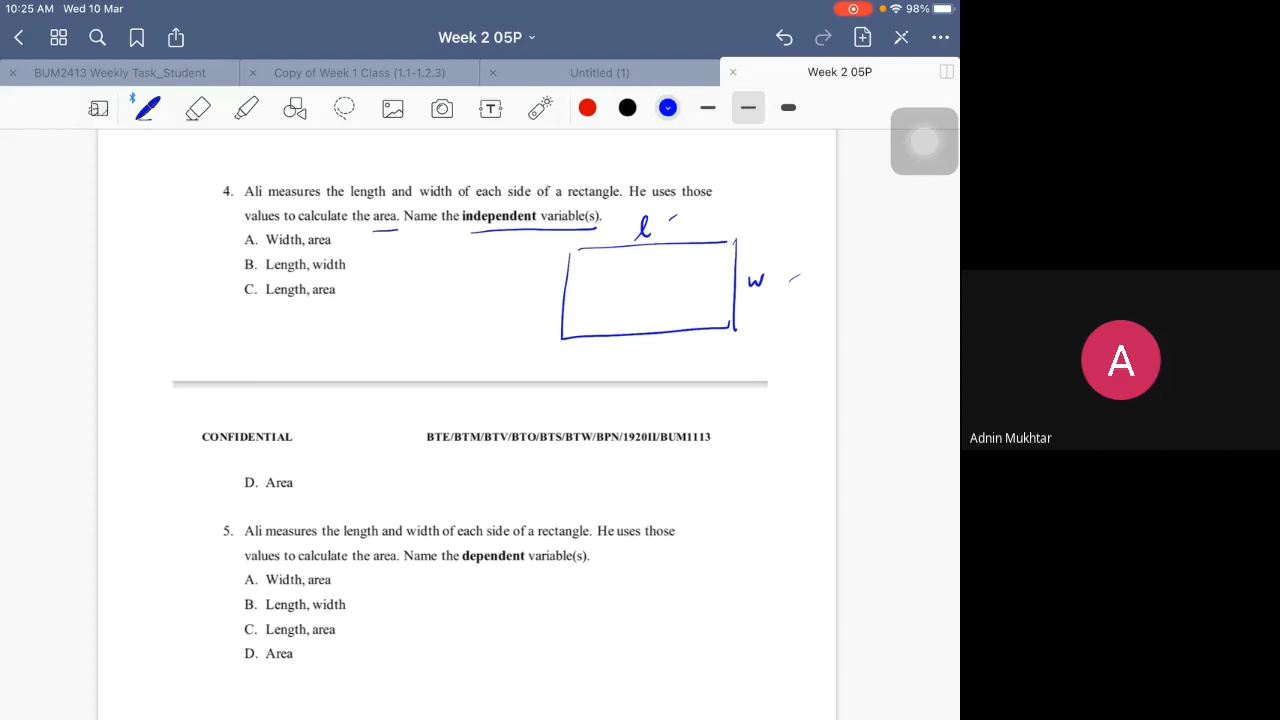 10:25 AM Wed 10 Mar
98%
Week 2 05P
BUM2413 Weekly Task_Student
Copy of Week 1 Class (1.1-1.2.3)
Untitled (1)
Week 2 05P
T
4. Ali measures the length and width of each side of a rectangle. He uses those
values to calculate the area. Name the independent variable(s).
A. Width, area
B. Length, width
C. Length, area
l
w
CONFIDENTIAL BTE/BTM/BTV/BTO/BTS/BTW/BPN/1920II/BUM1113
D. Area
5. Ali measures the length and width of each side of a rectangle. He uses those
values to calculate the area. Name the dependent variable(s).
A. Width, area
B. Length, width
C. Length, area
D. Area
A
Adnin Mukhtar